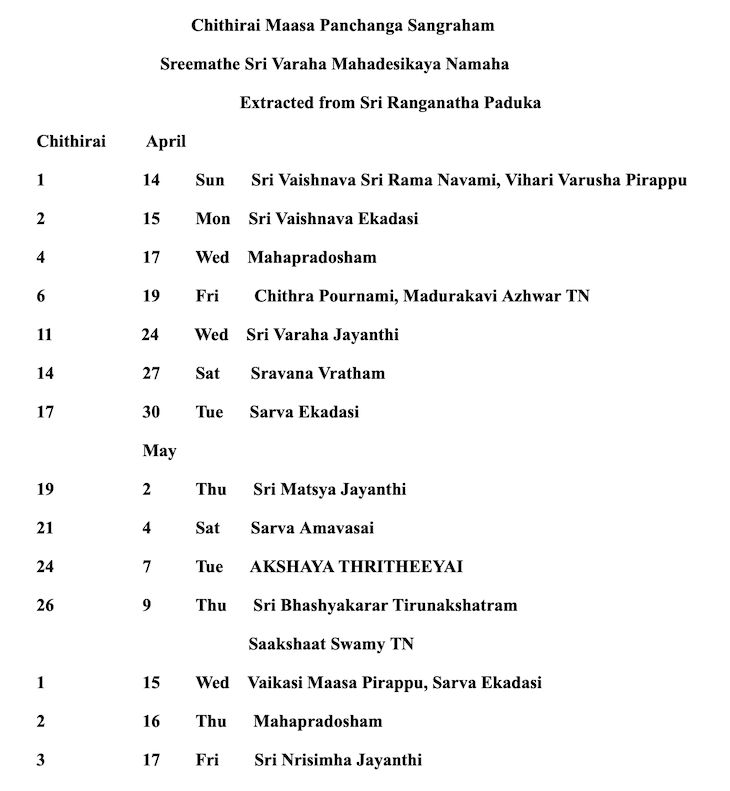 Chithirai Maasa Panchanga Sangraham
Sreemathe Sri Varaha Mahadesikaya Namaha
Extracted from Sri Ranganatha Paduka
Chithirai April
1 14 Sun Sri Vaishnava Sri Rama Navami, Vihari Varusha Pirappu
2 15 Mon Sri Vaishnava Ekadasi
4 17 Wed Mahapradosham
6 19 Fri Chithra Pournami, Madurakavi Azhwar TN
11 24 Wed Sri Varaha Jayanthi
14 27 Sat Sravana Vratham
17 30 Tue Sarva Ekadasi
May
19 2 Thu Sri Matsya Jayanthi
21 4 Sat Sarva Amavasai
24 7 Tue AKSHAYA THRITHEEYAI
26 9 Thu Sri Bhashyakarar Tirunakshatram
Saakshaat Swamy TN
1 15 Wed Vaikasi Maasa Pirappu, Sarva Ekadasi
2 16 Thu Mahapradosham
3 17 Fri Sri Nrisimha Jayanthi